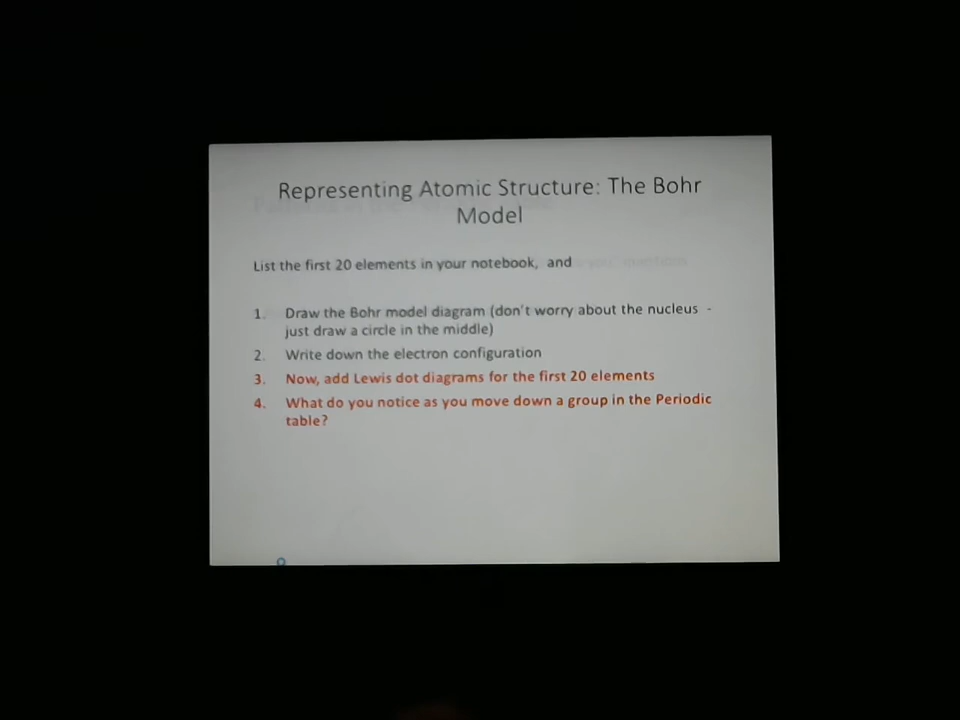 Representing Atomic Structure: The Bohr
Model
List the first 20 elements in your notebook, and
1. Draw the Bohr model diagram (don't worry about the nucleus -
just draw a circle in the middle)
2. Write down the electron configuration
3. Now, add Lewis dot diagrams for the first 20 elements
4. What do you notice as you move down a group in the Periodic
table?